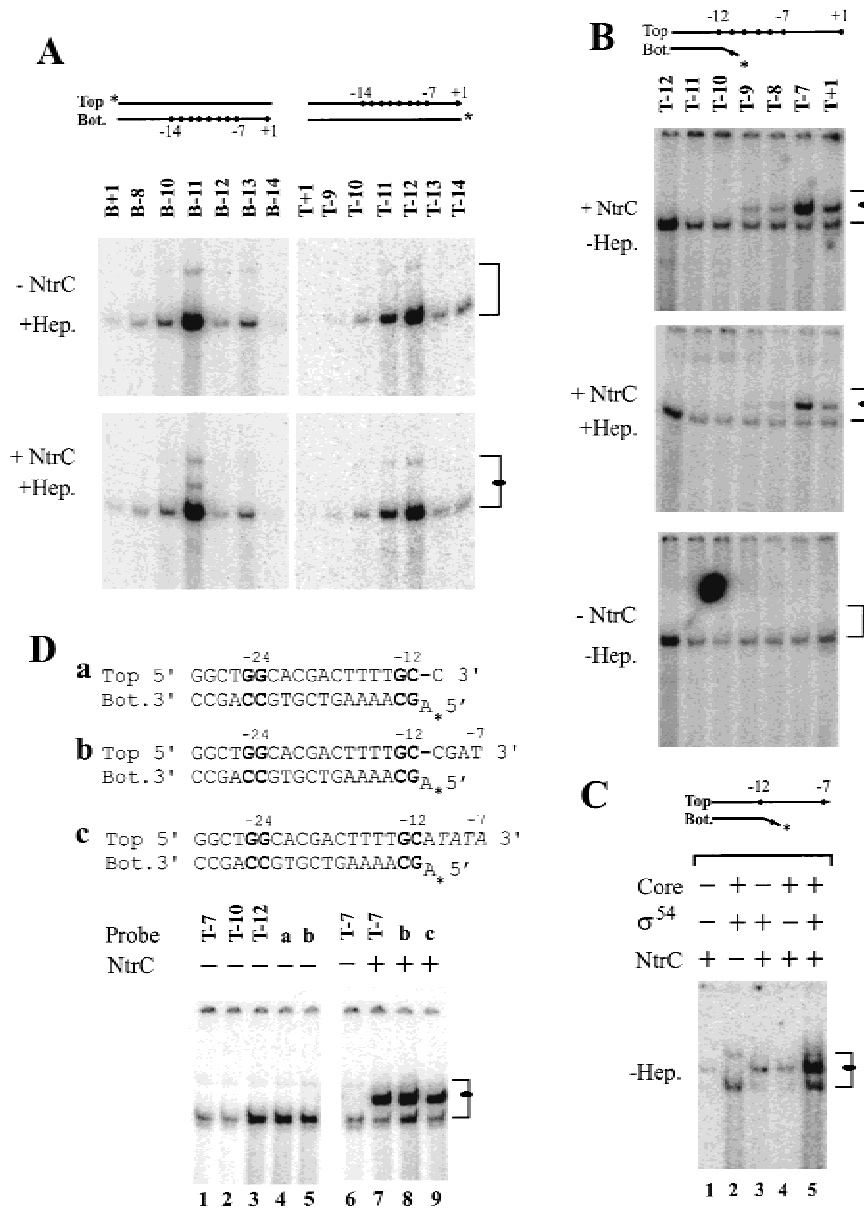 A
Top * -14 -7 +1
Bot. -14 -7 +1 *
B+1 B-8 B-10 B-11 B-12 B-13 B-14 T+1 T-9 T-10 T-11 T-12 T-13 T-14
- NtrC
+Hep.
+ NtrC
+Hep.
B
-12 -7 +1
Top
Bot. *
T-12 T-11 T-10 T-9 T-8 T-7 T+1
+ NtrC
-Hep.
+ NtrC
+Hep.
- NtrC
-Hep.
D
a
-24 -12
Top 5' GGCTGGCACGACTTTTGC-C 3'
Bot.3' CCGACCGTGCTGAAAACGA* 5'
b
-24 -12 -7
Top 5' GGCTGGCACGACTTTTGC-CGAT 3'
Bot.3' CCGACCGTGCTGAAAACGA* 5'
c
-24 -12 -7
Top 5' GGCTGGCACGACTTTTGCATATA 3'
Bot.3' CCGACCGTGCTGAAAACGA* 5'
Probe T-7 T-10 T-12 a b T-7 T-7 b c
NtrC - - - - - - + + +
1 2 3 4 5 6 7 8 9
C
-12 -7
Top
Bot. *
Core - + - + +
σ54 - + + - +
NtrC + - + + +
-Hep.
1 2 3 4 5